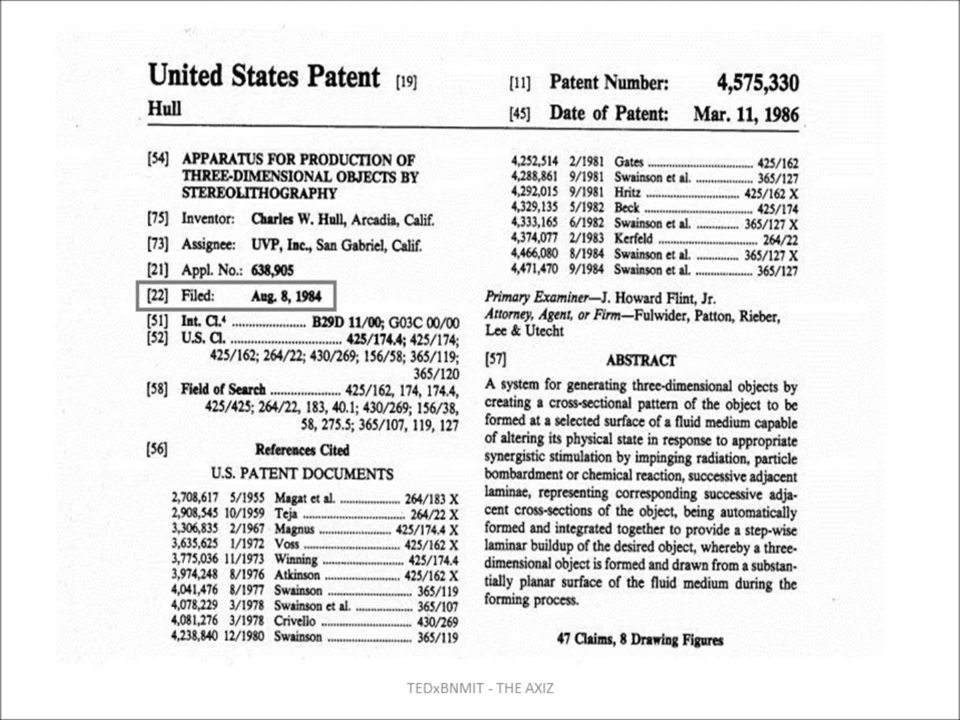 United States Patent [19]
Hull
[11] Patent Number: 4,575,330
[45] Date of Patent: Mar. 11, 1986
[54] APPARATUS FOR PRODUCTION OF
THREE-DIMENSIONAL OBJECTS BY
STEREOLITHOGRAPHY
[75] Inventor: Charles W. Hull, Arcadia, Calif.
[73] Assignee: UVP, Inc., San Gabriel, Calif.
[21] Appl. No.: 638,905
[22] Filed: Aug. 8, 1984
[51] Int. Cl.⁴ ..................... B29D 11/00; G03C 00/00
[52] U.S. Cl. .................................. 425/174.4; 425/174;
425/162; 264/22; 430/269; 156/58; 365/119;
365/120
[58] Field of Search ................ 425/162, 174, 174.4,
425/425; 264/22, 183, 40.1; 430/269; 156/38,
58, 275.5; 365/107, 119, 127
[56] References Cited
U.S. PATENT DOCUMENTS
2,708,617 5/1955 Magat et al. ................ 264/183 X
2,908,545 10/1959 Teja ............................. 264/22 X
3,306,835 2/1967 Magnus ..................... 425/174.4 X
3,635,625 1/1972 Voss ............................ 425/162 X
3,775,036 11/1973 Winning ..................... 425/174.4
3,974,248 8/1976 Atkinson ..................... 425/162 X
4,041,476 8/1977 Swainson ..................... 365/119
4,078,229 3/1978 Swainson et al. ............... 365/107
4,081,276 3/1978 Crivello ....................... 430/269
4,238,840 12/1980 Swainson ..................... 365/119
4,252,514 2/1981 Gates ........................... 425/162
4,288,861 9/1981 Swainson et al. ............... 365/127
4,292,015 9/1981 Hritz ......................... 425/162 X
4,329,135 5/1982 Beck ............................ 425/174
4,333,165 6/1982 Swainson et al. ............ 365/127 X
4,374,077 2/1983 Kerfeld ......................... 264/22
4,466,080 8/1984 Swainson et al. ............ 365/127 X
4,471,470 9/1984 Swainson et al. ............... 365/127
Primary Examiner—J. Howard Flint, Jr.
Attorney, Agent, or Firm—Fulwider, Patton, Rieber,
Lee & Utecht
[57] ABSTRACT
A system for generating three-dimensional objects by
creating a cross-sectional pattern of the object to be
formed at a selected surface of a fluid medium capable
of altering its physical state in response to appropriate
synergistic stimulation by impinging radiation, particle
bombardment or chemical reaction, successive adjacent
laminae, representing corresponding successive adja-
cent cross-sections of the object, being automatically
formed and integrated together to provide a step-wise
laminar buildup of the desired object, whereby a three-
dimensional object is formed and drawn from a substan-
tially planar surface of the fluid medium during the
forming process.
47 Claims, 8 Drawing Figures
TEDxBNMIT - THE AXIZ